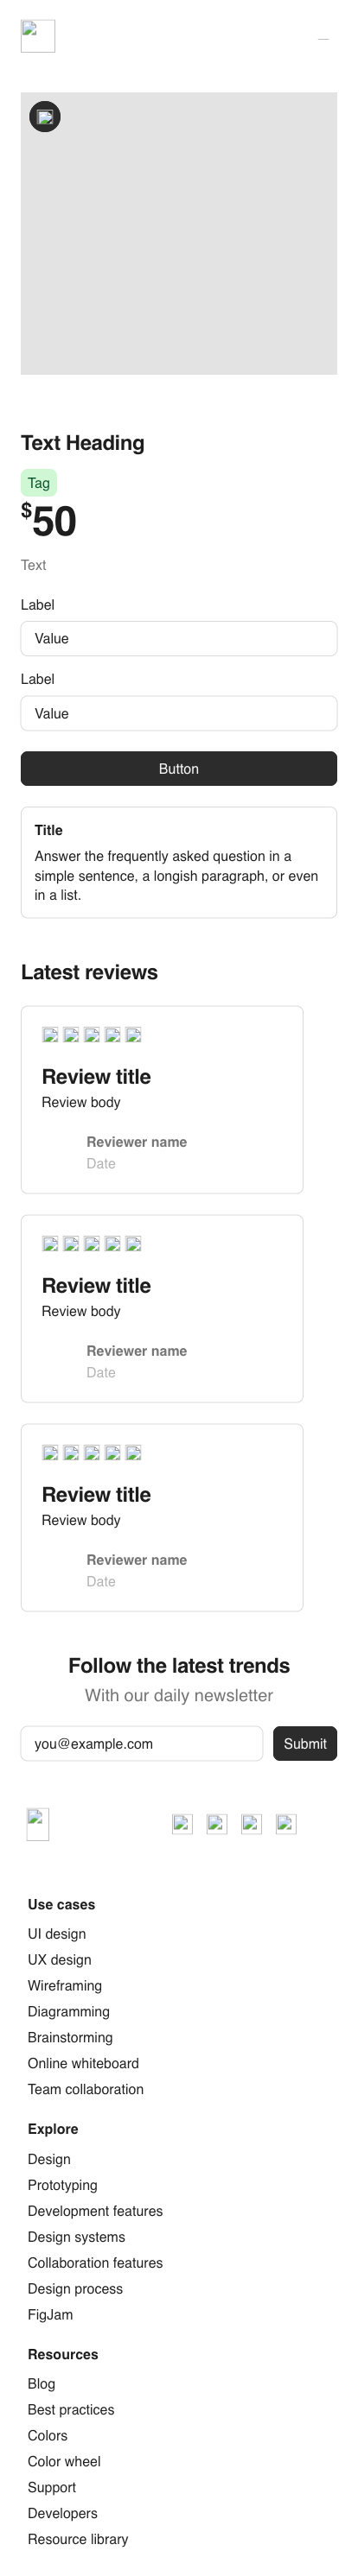 Text Heading
Tag
$50
Text
Label
Value
Label
Value
Button
Title
Answer the frequently asked question in a
simple sentence, a longish paragraph, or even
in a list.
Latest reviews
Review title
Review body
Reviewer name
Date
Review title
Review body
Reviewer name
Date
Review title
Review body
Reviewer name
Date
Follow the latest trends
With our daily newsletter
you@example.com
Submit
Use cases
UI design
UX design
Wireframing
Diagramming
Brainstorming
Online whiteboard
Team collaboration
Explore
Design
Prototyping
Development features
Design systems
Collaboration features
Design process
FigJam
Resources
Blog
Best practices
Colors
Color wheel
Support
Developers
Resource library